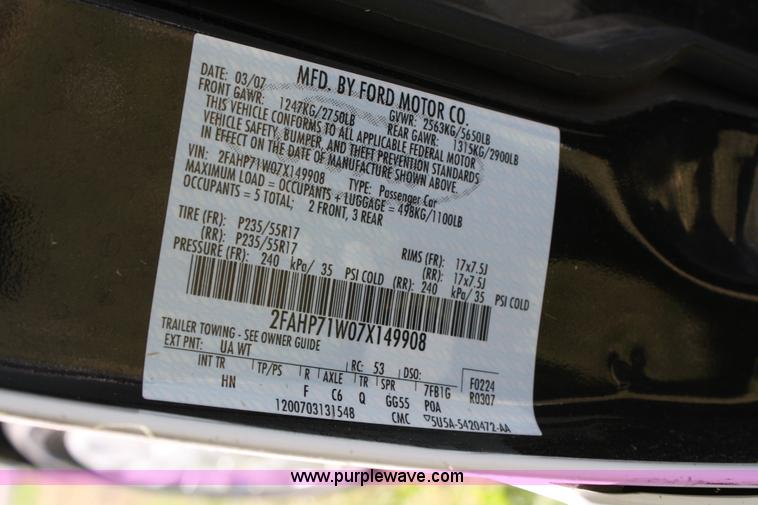 MFD. BY FORD MOTOR CO.
DATE: 03/07 GVWR: 2563KG/5650LB
FRONT GAWR: 1247KG/2750LB REAR GAWR: 1315KG/2900LB
THIS VEHICLE CONFORMS TO ALL APPLICABLE FEDERAL MOTOR
VEHICLE SAFETY, BUMPER, AND THEFT PREVENTION STANDARDS
IN EFFECT ON THE DATE OF MANUFACTURE SHOWN ABOVE.
VIN: 2FAHP71W07X149908 TYPE: Passenger Car
MAXIMUM LOAD = OCCUPANTS + LUGGAGE = 498KG/1100LB
OCCUPANTS = 5 TOTAL; 2 FRONT, 3 REAR
TIRE (FR): P235/55R17 RIMS (FR): 17x7.5J
(RR): P235/55R17 (RR): 17x7.5J
PRESSURE (FR): 240 kPa/ 35 PSI COLD (RR): 240 kPa/ 35 PSI COLD
2FAHP71W07X149908
TRAILER TOWING - SEE OWNER GUIDE
EXT PNT: UA WT RC: 53 DSO: F0224
INT TR TP/PS R AXLE TR SPR 7FB1G R0307
HN F C6 Q GG55 POA
1200703131548 CMC ▽5U5A-5420472-AA
www.purplewave.com